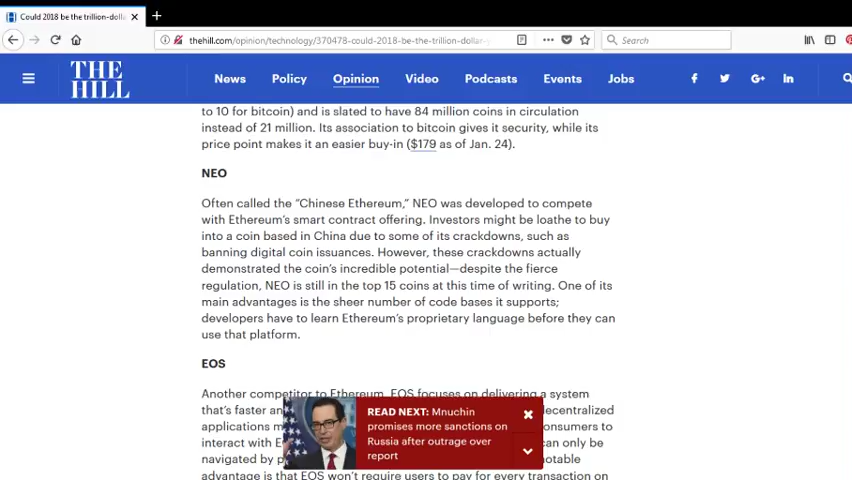 Could 2018 be the trillion-dolla
thehill.com/opinion/technology/370478-could-2018-be-the-trillion-dollar-
Search
THE HILL
News Policy Opinion Video Podcasts Events Jobs
to 10 for bitcoin) and is slated to have 84 million coins in circulation
instead of 21 million. Its association to bitcoin gives it security, while its
price point makes it an easier buy-in ($179 as of Jan. 24).
NEO
Often called the “Chinese Ethereum,” NEO was developed to compete
with Ethereum’s smart contract offering. Investors might be loathe to buy
into a coin based in China due to some of its crackdowns, such as
banning digital coin issuances. However, these crackdowns actually
demonstrated the coin’s incredible potential—despite the fierce
regulation, NEO is still in the top 15 coins at this time of writing. One of its
main advantages is the sheer number of code bases it supports;
developers have to learn Ethereum’s proprietary language before they can
use that platform.
EOS
Another competitor to Ethereum, EOS focuses on delivering a system
that’s faster an
decentralized
applications m
onsumers to
interact with E
can only be
navigated by p
notable
advantage is that EOS won’t require users to pay for every transaction on
READ NEXT: Mnuchin
promises more sanctions on
Russia after outrage over
report